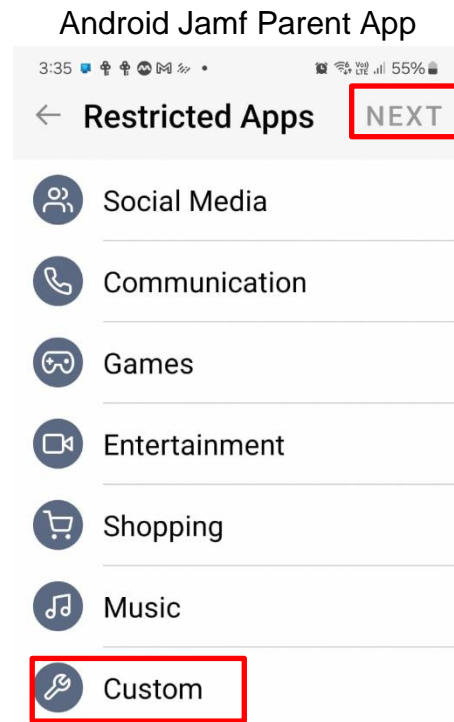 Android Jamf Parent App
3:35 55%
Restricted Apps NEXT
Social Media
Communication
Games
Entertainment
Shopping
Music
Custom